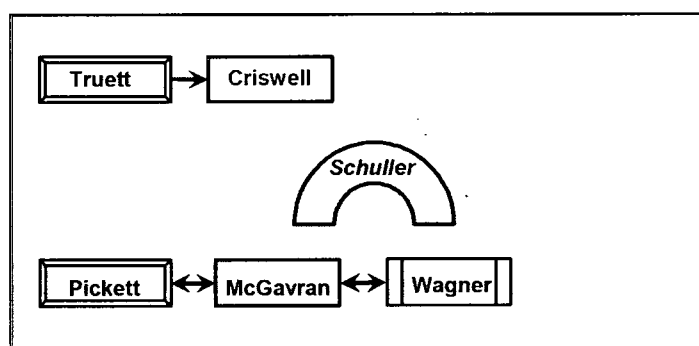 Truett
Criswell
Schuller
Pickett
McGavran
Wagner